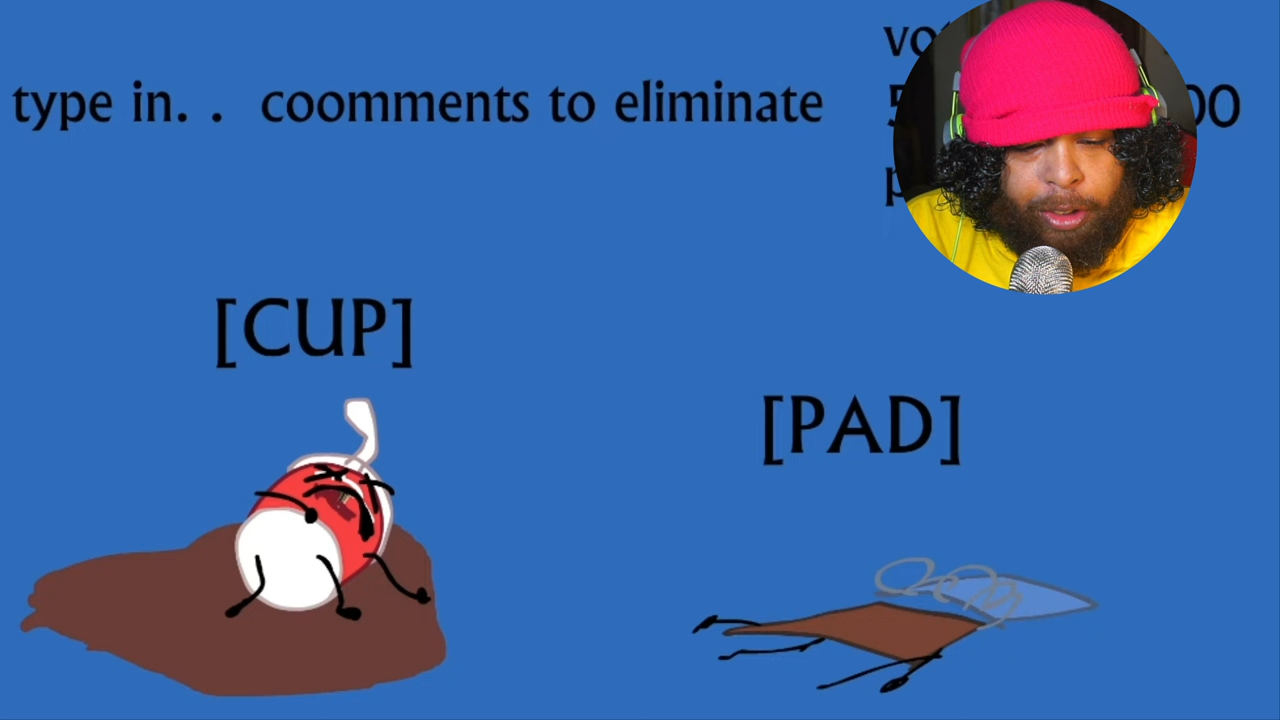 type in. .  coomments to eliminate
[CUP]
[PAD]